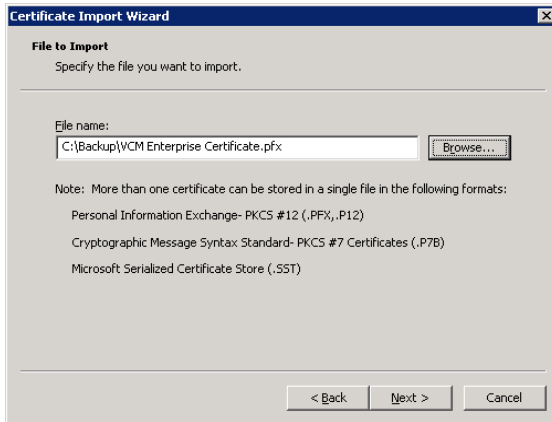 Certificate Import Wizard
File to Import
Specify the file you want to import.
File name:
C:\Backup\VCM Enterprise Certificate.pfx
Browse...
Note: More than one certificate can be stored in a single file in the following formats:
Personal Information Exchange- PKCS #12 (.PFX,.P12)
Cryptographic Message Syntax Standard- PKCS #7 Certificates (.P7B)
Microsoft Serialized Certificate Store (.SST)
< Back
Next >
Cancel